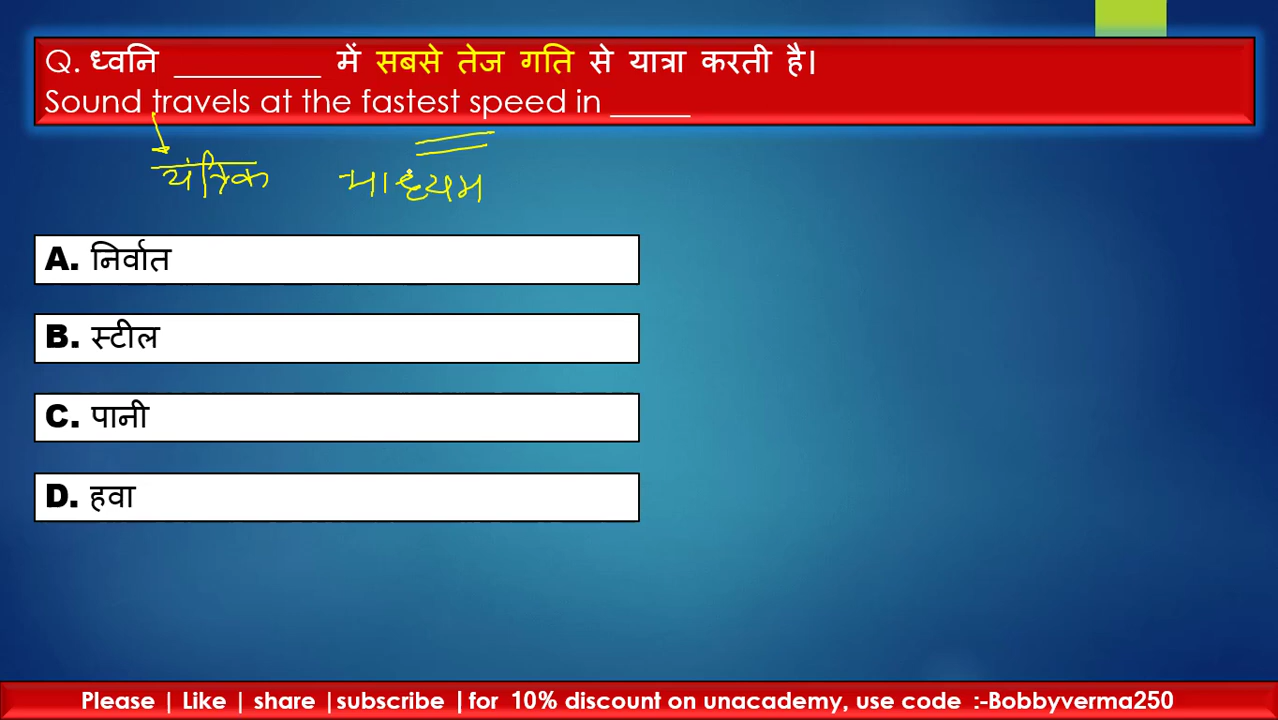 Q. ध्वनि _________ में सबसे तेज गति से यात्रा करती है।
Sound travels at the fastest speed in _____
यंत्रिक माध्यम
A. निर्वात
B. स्टील
C. पानी
D. हवा
Please | Like | share |subscribe |for 10% discount on unacademy, use code :-Bobbyverma250